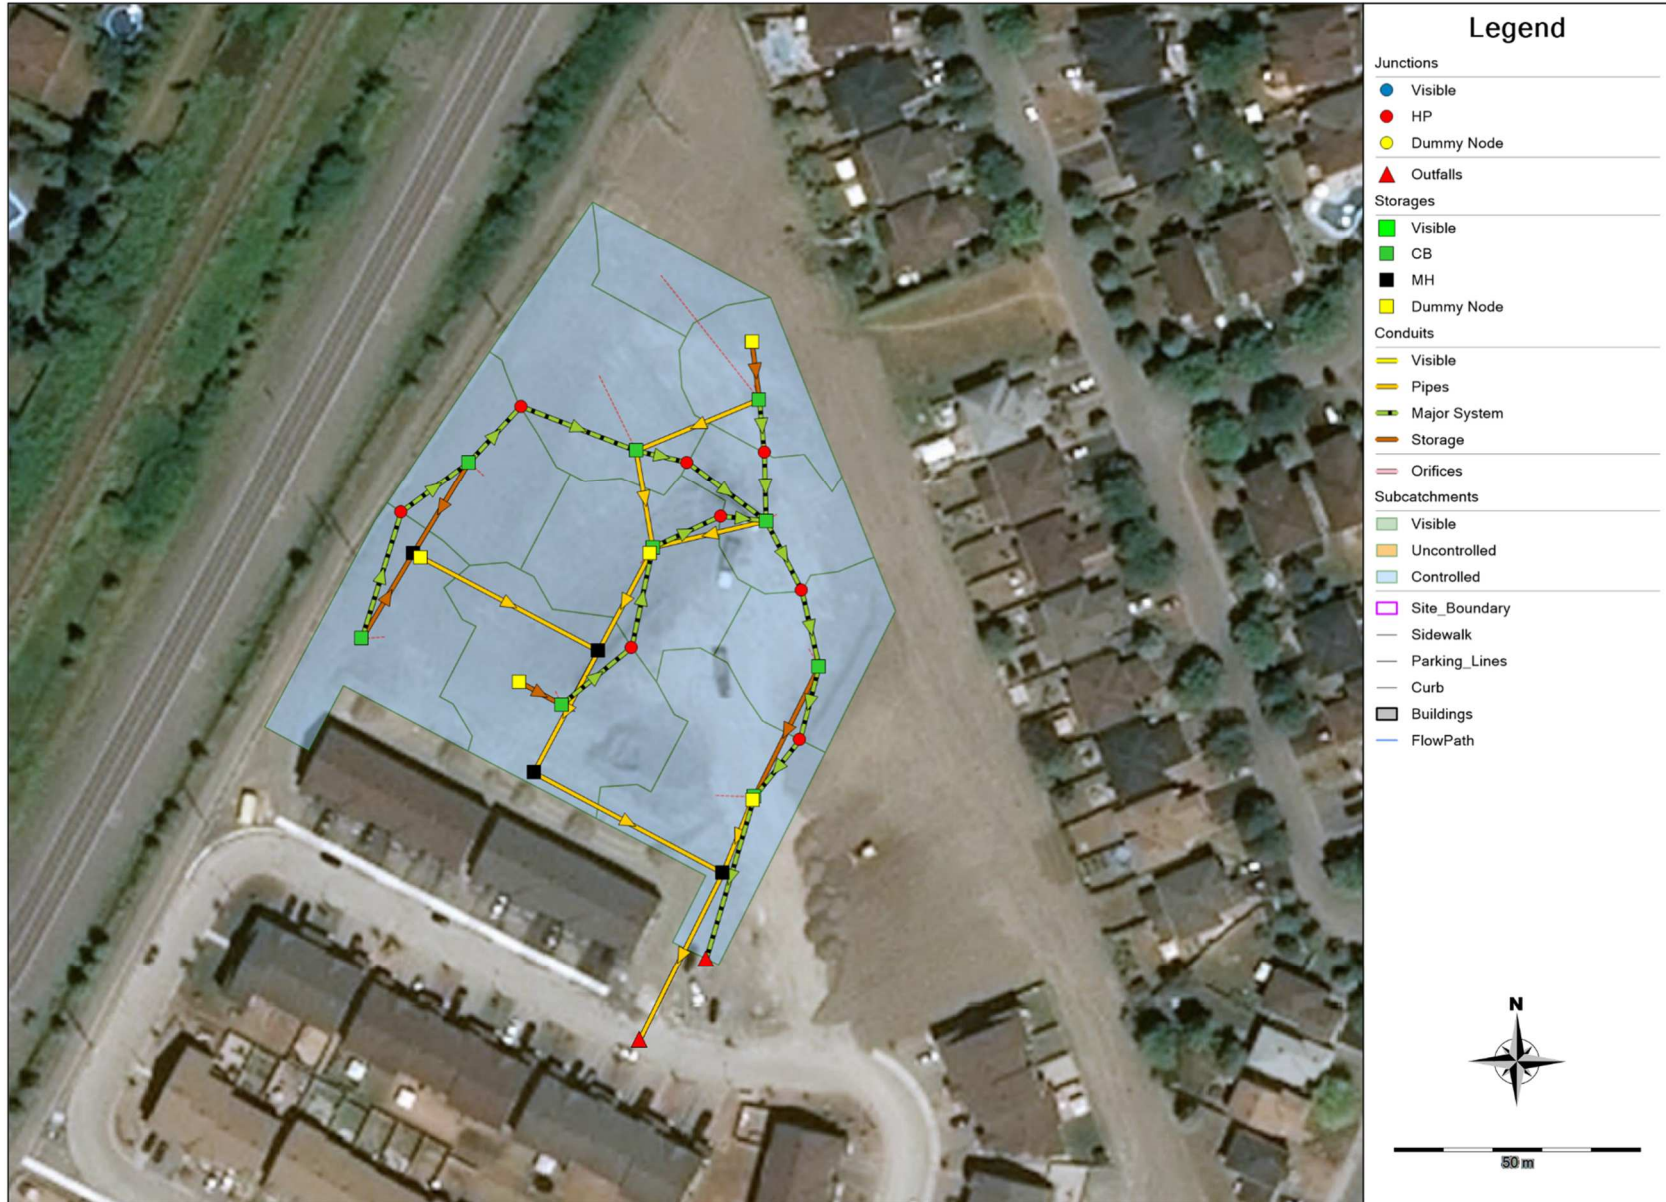 Legend
Junctions
Visible
HP
Dummy Node
Outfalls
Storages
Visible
CB
MH
Dummy Node
Conduits
Visible
Pipes
Major System
Storage
Orifices
Subcatchments
Visible
Uncontrolled
Controlled
Site_Boundary
Sidewalk
Parking_Lines
Curb
Buildings
FlowPath
N
50 m